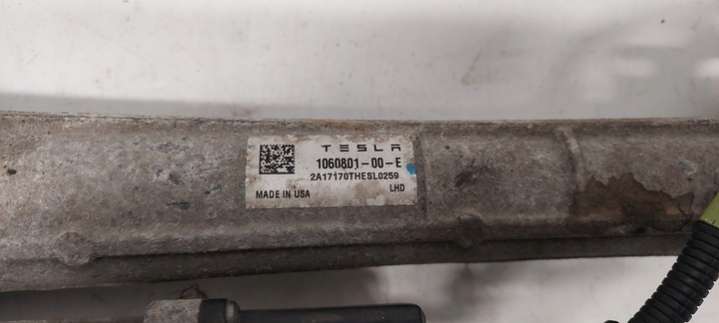 TESLA
1060801-00-E
2A17170THESL0259
MADE IN USA LHD